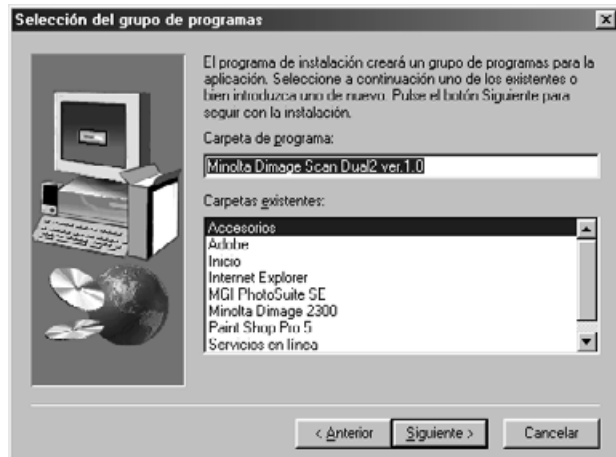 Selección del grupo de programas
El programa de instalación creará un grupo de programas para la
aplicación. Seleccione a continuación uno de los existentes o
bien introduzca uno de nuevo. Pulse el botón Siguiente para
seguir con la instalación.
Carpeta de programa:
Minolta Dimage Scan Dual2 ver.1.0
Carpetas existentes:
Accesorios
Adobe
Inicio
Internet Explorer
MGI PhotoSuite SE
Minolta Dimage 2300
Paint Shop Pro 5
Servicios en línea
< Anterior
Siguiente >
Cancelar